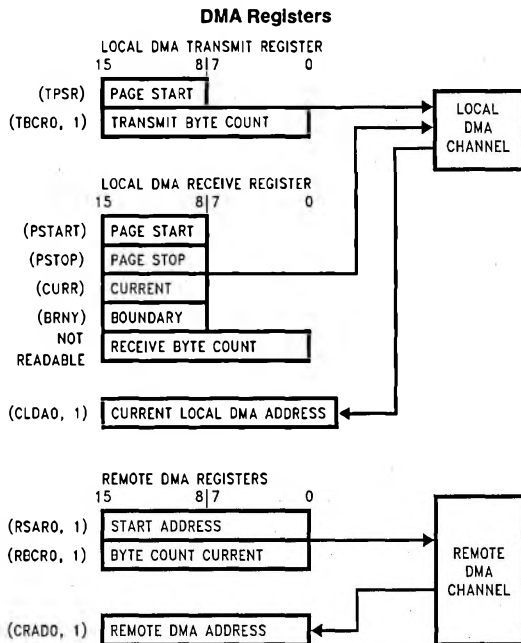 DMA Registers
LOCAL DMA TRANSMIT REGISTER
15 8|7 0
(TPSR) PAGE START
(TBCR0, 1) TRANSMIT BYTE COUNT
LOCAL DMA CHANNEL
LOCAL DMA RECEIVE REGISTER
15 8|7 0
(PSTART) PAGE START
(PSTOP) PAGE STOP
(CURR) CURRENT
(BRNY) BOUNDARY
NOT READABLE RECEIVE BYTE COUNT
(CLDA0, 1) CURRENT LOCAL DMA ADDRESS
REMOTE DMA REGISTERS
15 8|7 0
(RSAR0, 1) START ADDRESS
(RBCR0, 1) BYTE COUNT CURRENT
REMOTE DMA CHANNEL
(CRAD0, 1) REMOTE DMA ADDRESS